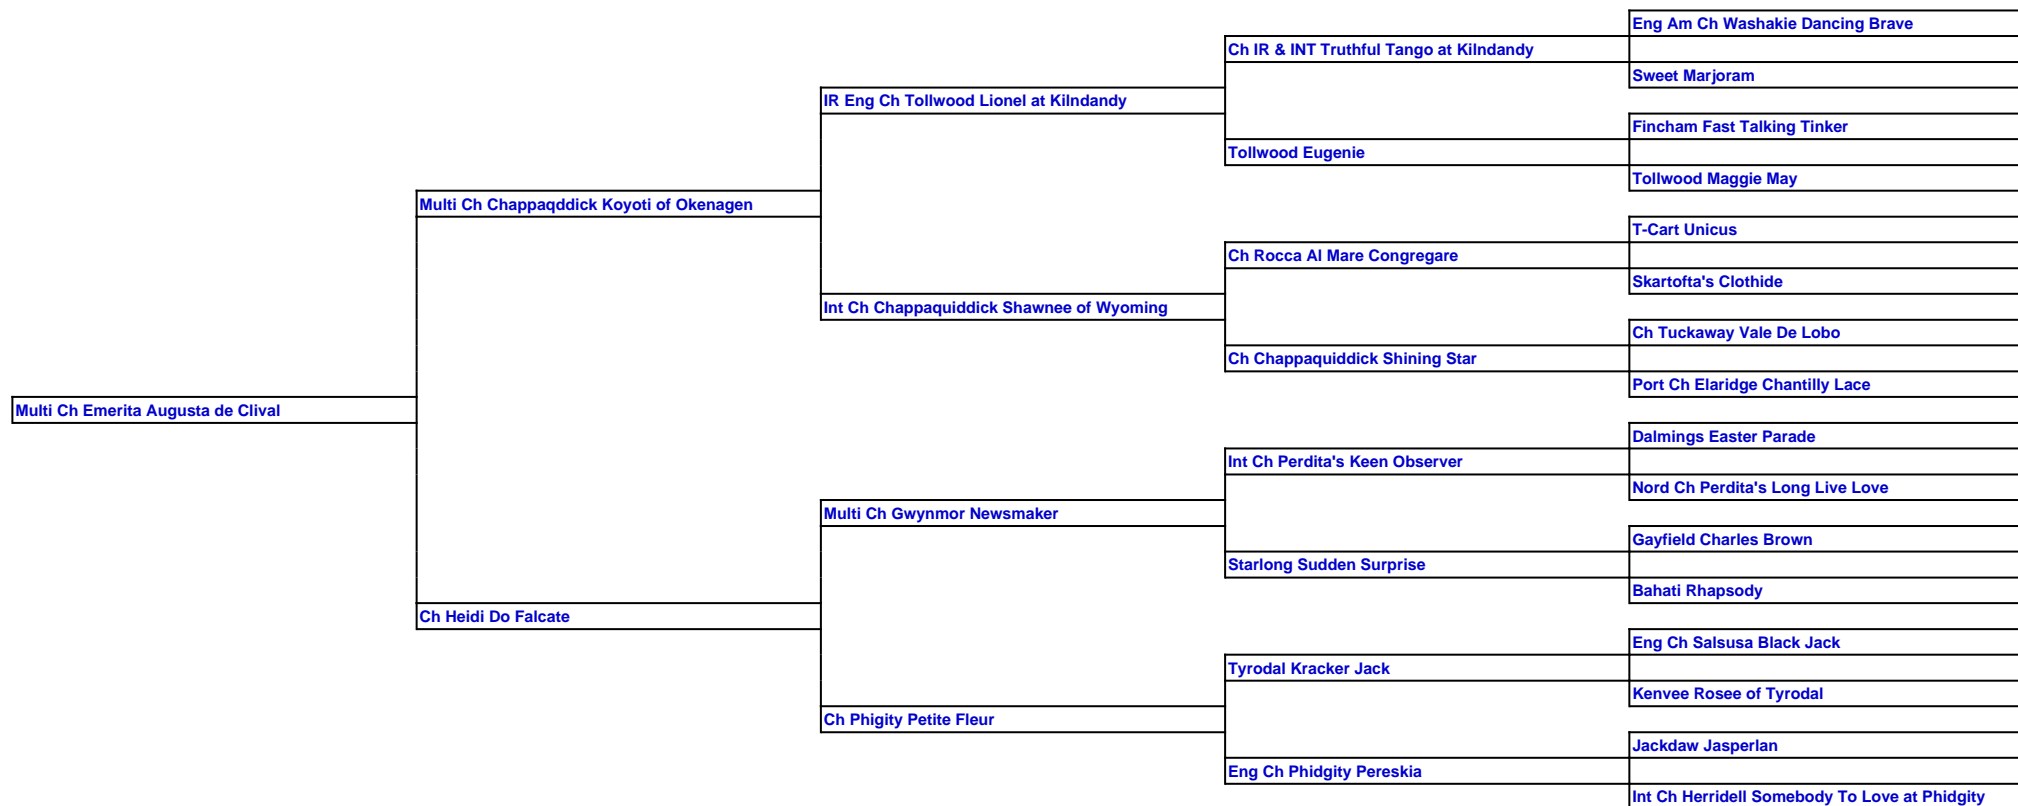 Eng Am Ch Washakie Dancing Brave
Ch IR & INT Truthful Tango at Kilndandy
Sweet Marjoram
IR Eng Ch Tollwood Lionel at Kilndandy
Fincham Fast Talking Tinker
Tollwood Eugenie
Tollwood Maggie May
Multi Ch Chappaqddick Koyoti of Okenagen
T-Cart Unicus
Ch Rocca Al Mare Congregare
Skartofta's Clothide
Int Ch Chappaquiddick Shawnee of Wyoming
Ch Tuckaway Vale De Lobo
Ch Chappaquiddick Shining Star
Port Ch Elaridge Chantilly Lace
Multi Ch Emerita Augusta de Clival
Dalmings Easter Parade
Int Ch Perdita's Keen Observer
Nord Ch Perdita's Long Live Love
Multi Ch Gwynmor Newsmaker
Gayfield Charles Brown
Starlong Sudden Surprise
Bahati Rhapsody
Ch Heidi Do Falcate
Eng Ch Salsusa Black Jack
Tyrodal Kracker Jack
Kenvee Rosee of Tyrodal
Ch Phigity Petite Fleur
Jackdaw Jasperlan
Eng Ch Phidgity Pereskia
Int Ch Herridell Somebody To Love at Phidgity